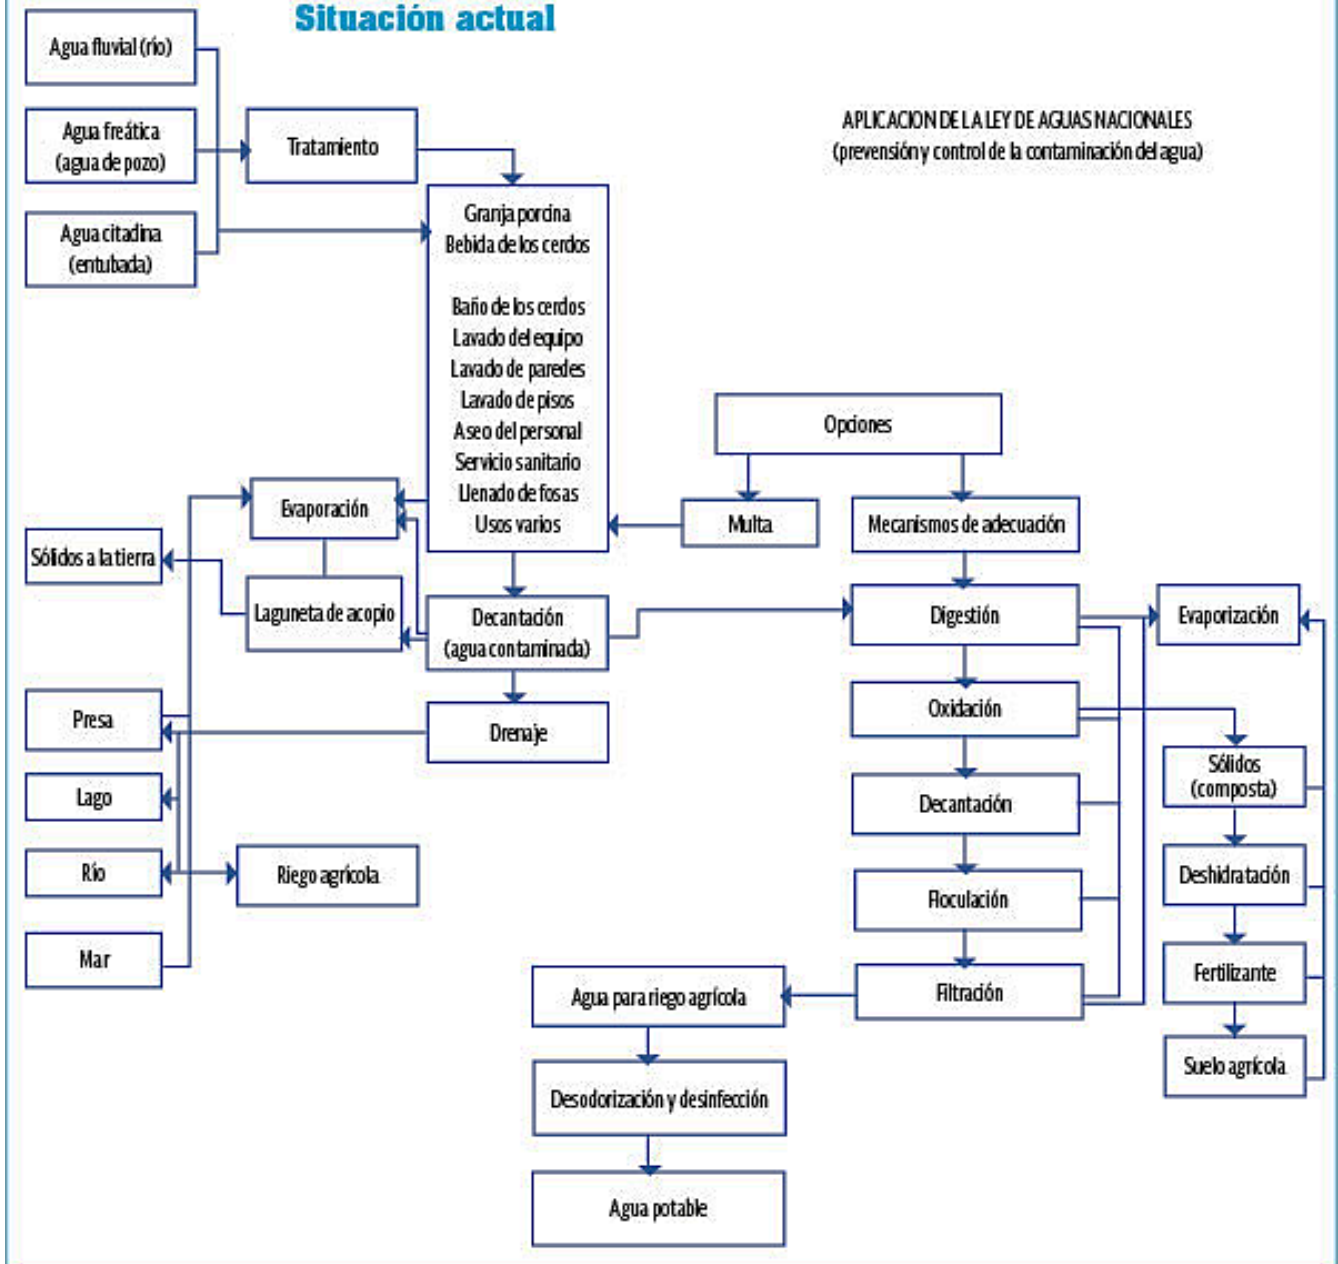 Situación actual
Agua fluvial (río)
Agua freática
(agua de pozo)
Agua citadina
(entubada)
Tratamiento
APLICACION DE LA LEY DE AGUAS NACIONALES
(prevensión y control de la contaminación del agua)
Granja porcina
Bebida de los cerdos
Baño de los cerdos
Lavado del equipo
Lavado de paredes
Lavado de pisos
Aseo del personal
Servicio sanitario
Llenado de fosas
Usos varios
Opciones
Multa
Mecanismos de adecuación
Evaporación
Sólidos a la tierra
Laguneta de acopio
Decantación
(agua contaminada)
Digestión
Evaporización
Presa
Drenaje
Oxidación
Sólidos
(composta)
Lago
Decantación
Río
Riego agrícola
Floculación
Deshidratación
Mar
Agua para riego agrícola
Filtración
Fertilizante
Suelo agrícola
Desodorización y desinfección
Agua potable